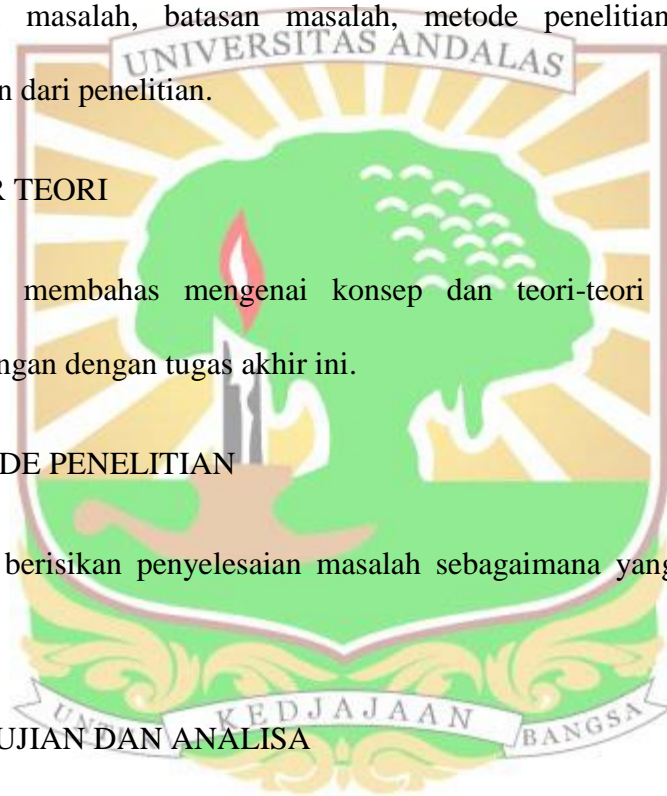 masalah, batasan masalah, metode penelitian
UNIVERSITAS ANDALAS
n dari penelitian.
R TEORI
membahas mengenai konsep dan teori-teori
ngan dengan tugas akhir ini.
DE PENELITIAN
berisikan penyelesaian masalah sebagaimana yang
KEDJAJAAN
BANGSA
UJIAN DAN ANALISA